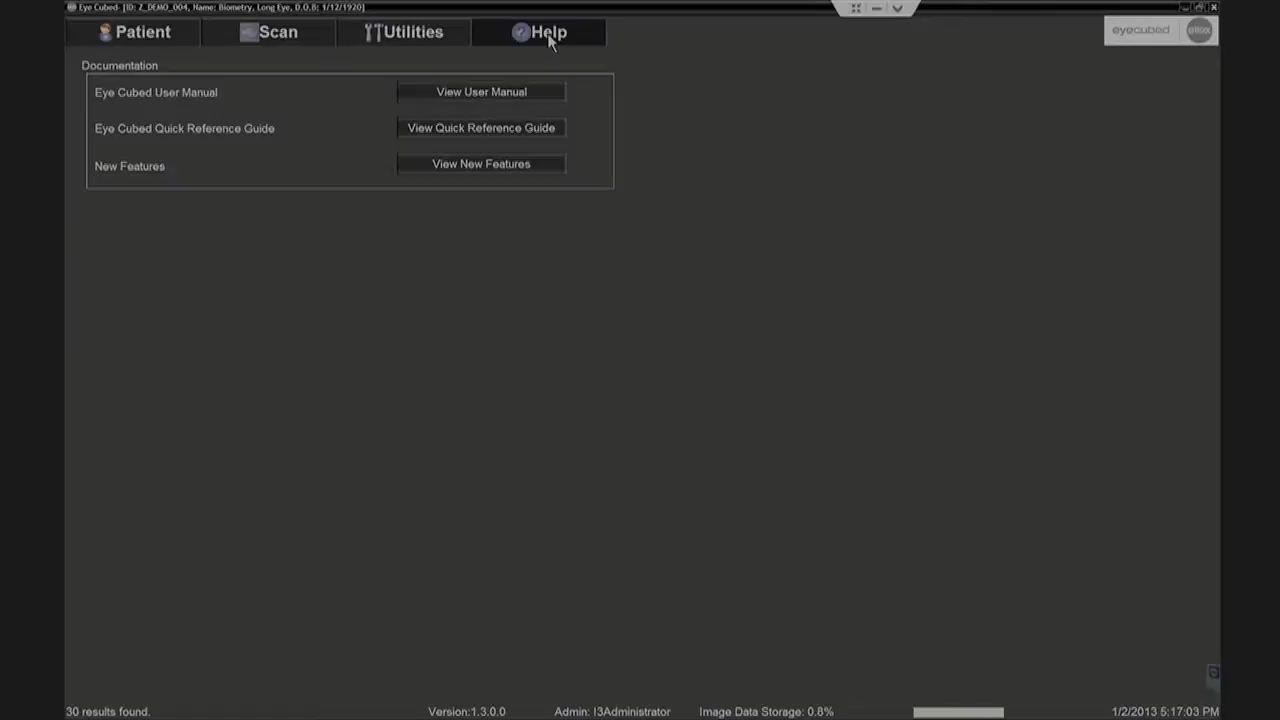 Eye Cubed- [ID: Z_DEMO_004, Name: Biometry, Long Eye, D.O.B: 1/12/1920]
Patient Scan Utilities Help
eyecubed ellex
Documentation
Eye Cubed User Manual View User Manual
Eye Cubed Quick Reference Guide View Quick Reference Guide
New Features View New Features
30 results found. Version:1.3.0.0 Admin: I3Administrator Image Data Storage: 0.8% 1/2/2013 5:17:03 PM